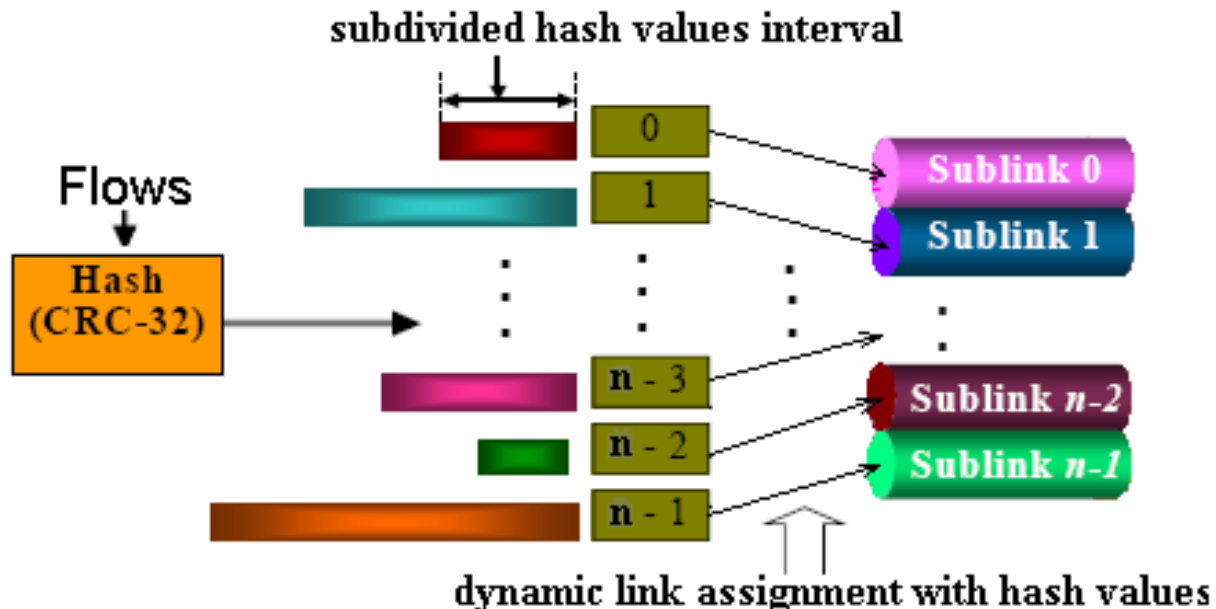 subdivided hash values interval
Flows
Hash
(CRC-32)
0
1
n - 3
n - 2
n - 1
Sublink 0
Sublink 1
Sublink n-2
Sublink n-1
dynamic link assignment with hash values